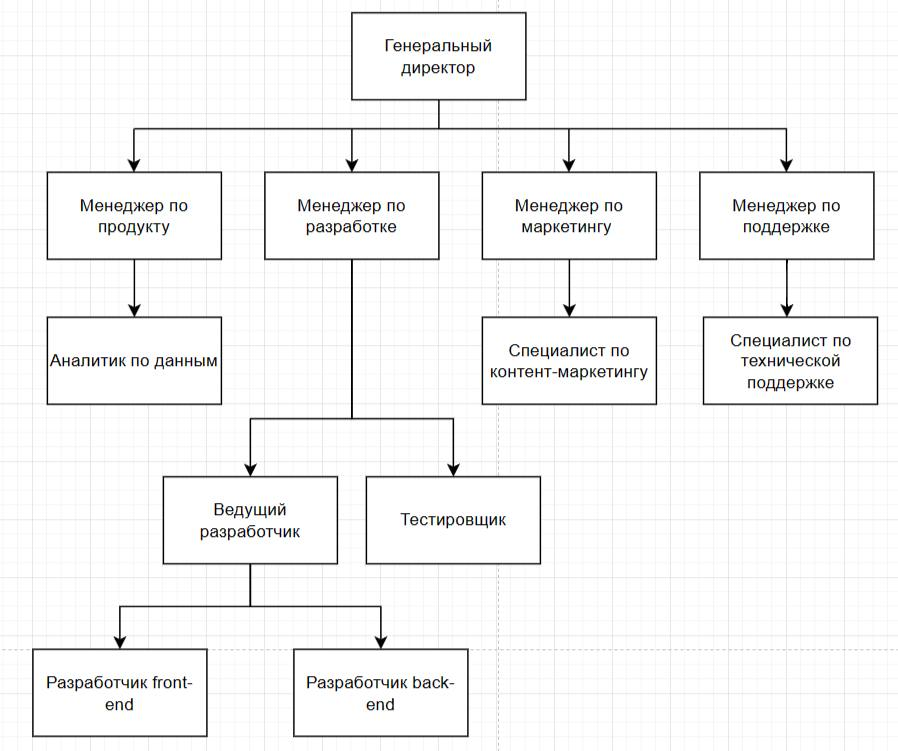 Генеральный
директор
Менеджер по
продукту
Менеджер по
разработке
Менеджер по
маркетингу
Менеджер по
поддержке
Аналитик по данным
Специалист по
контент-маркетингу
Специалист по
технической
поддержке
Ведущий
разработчик
Тестировщик
Разработчик front-
end
Разработчик back-
end